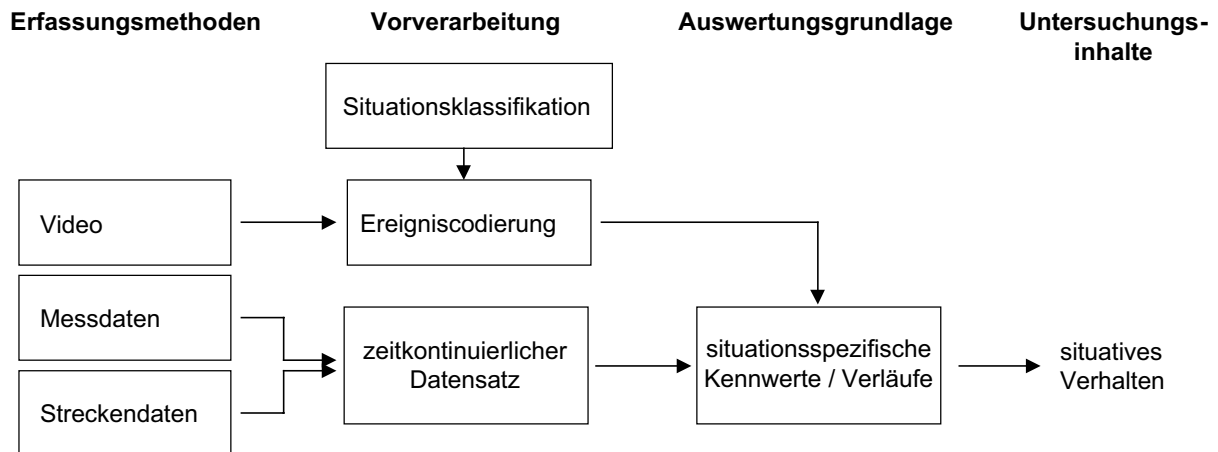 Erfassungsmethoden
Vorverarbeitung
Auswertungsgrundlage
Untersuchungs-
inhalte
Situationsklassifikation
Video
Ereigniscodierung
Messdaten
Streckendaten
zeitkontinuierlicher
Datensatz
situationsspezifische
Kennwerte / Verläufe
situatives
Verhalten